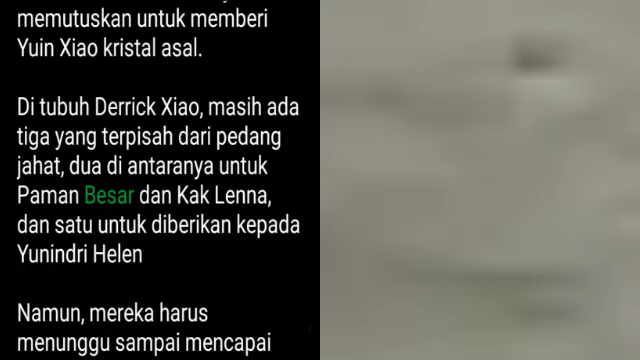 memutuskan untuk memberi
Yuin Xiao kristal asal.
Di tubuh Derrick Xiao, masih ada
tiga yang terpisah dari pedang
jahat, dua di antaranya untuk
Paman Besar dan Kak Lenna,
dan satu untuk diberikan kepada
Yunindri Helen
Namun, mereka harus
menunggu sampai mencapai